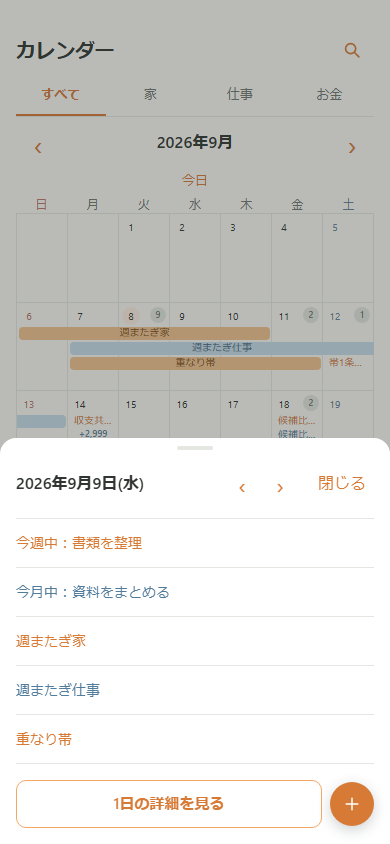 カレンダー
すべて 家 仕事 お金
‹ 2026年9月 ›
今日
日 月 火 水 木 金 土
1 2 3 4 5
6 7 8 9 9 10 11 2 12 1
週またぎ家
週またぎ仕事
重なり帯 帯1条…
13 14 15 16 17 18 2 19
収支共… 候補比…
+2,999 候補比…
2026年9月9日(水) ‹ › 閉じる
今週中：書類を整理
今月中：資料をまとめる
週またぎ家
週またぎ仕事
重なり帯
1日の詳細を見る +